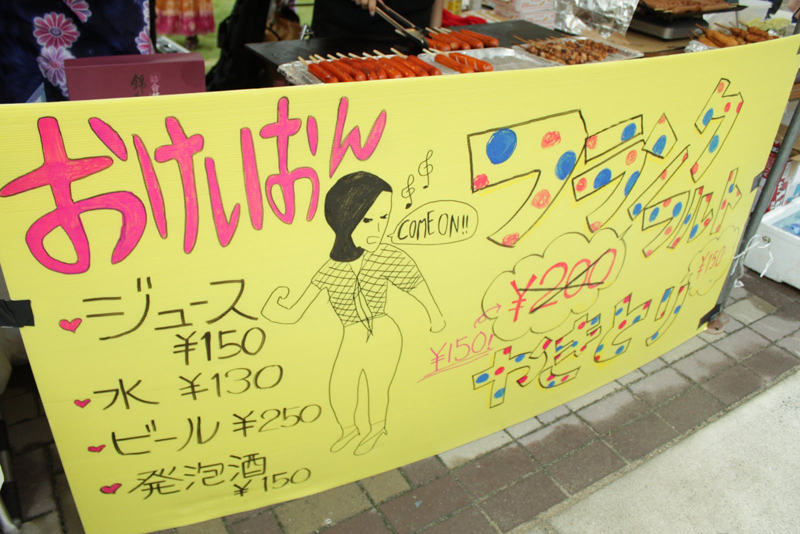 おけいはん
ジュース
¥150
水 ¥130
ビール ¥250
発泡酒
¥150
COME ON!!
フランク
フルト
¥200
¥150!
やきとり
¥150